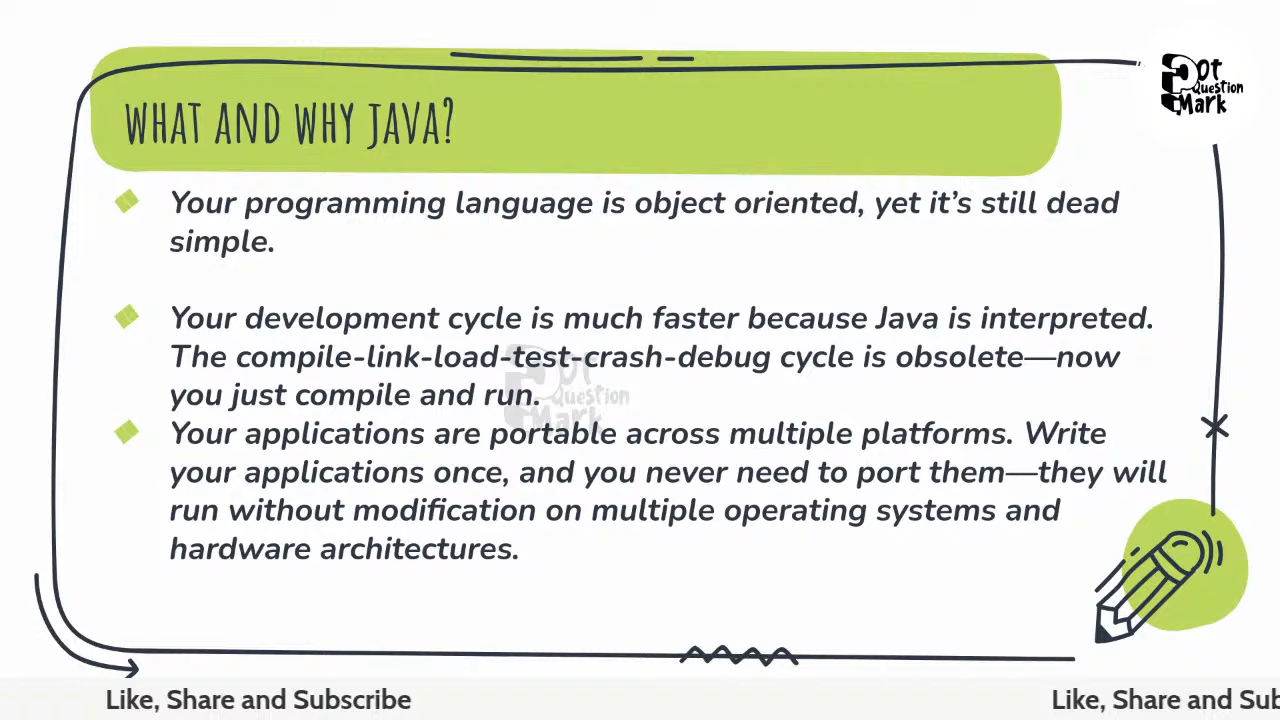 WHAT AND WHY JAVA?
Dot
Question
Mark
Your programming language is object oriented, yet it’s still dead
simple.
Your development cycle is much faster because Java is interpreted.
The compile-link-load-test-crash-debug cycle is obsolete—now
you just compile and run.
Dot
Question
Mark
Your applications are portable across multiple platforms. Write
your applications once, and you never need to port them—they will
run without modification on multiple operating systems and
hardware architectures.
Like, Share and Subscribe
Like, Share and Sub